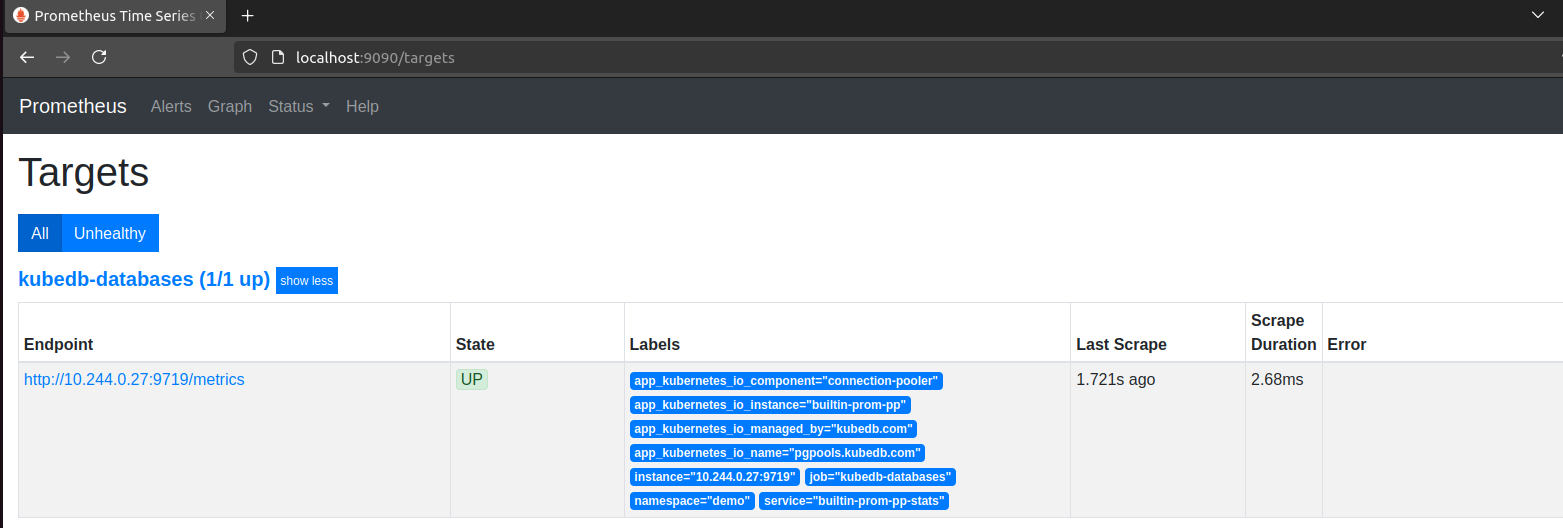 Prometheus Time Series
localhost:9090/targets
Prometheus Alerts Graph Status Help
Targets
All Unhealthy
kubedb-databases (1/1 up) show less
Endpoint State Labels Last Scrape Scrape Duration Error
http://10.244.0.27:9719/metrics UP app_kubernetes_io_component="connection-pooler" 1.721s ago 2.68ms
app_kubernetes_io_instance="builtin-prom-pp"
app_kubernetes_io_managed_by="kubedb.com"
app_kubernetes_io_name="pgpools.kubedb.com"
instance="10.244.0.27:9719" job="kubedb-databases"
namespace="demo" service="builtin-prom-pp-stats"